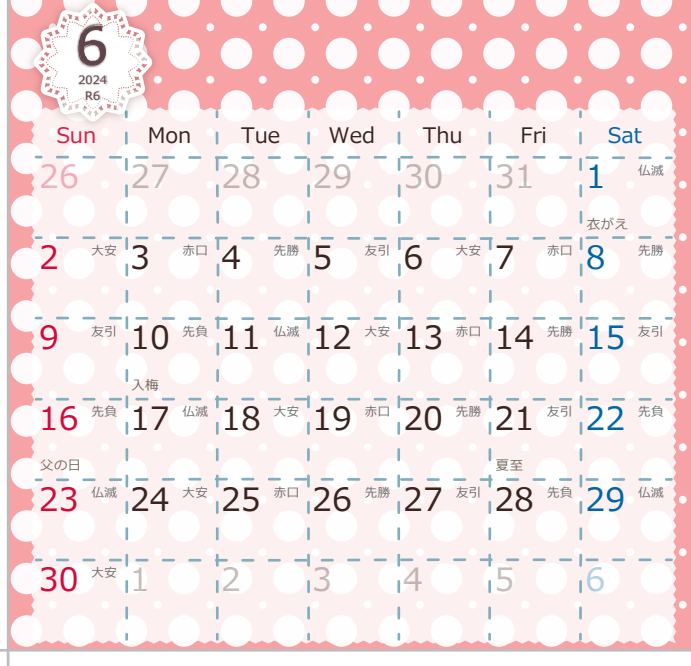 6
2024
R6
Sun Mon Tue Wed Thu Fri Sat
26 27 28 29 30 31 1 仏滅
衣がえ
2 大安 3 赤口 4 先勝 5 友引 6 大安 7 赤口 8 先勝
9 友引 10 先負 11 仏滅 12 大安 13 赤口 14 先勝 15 友引
入梅
16 先負 17 仏滅 18 大安 19 赤口 20 先勝 21 友引 22 先負
父の日 夏至
23 仏滅 24 大安 25 赤口 26 先勝 27 友引 28 先負 29 仏滅
30 大安 1 2 3 4 5 6